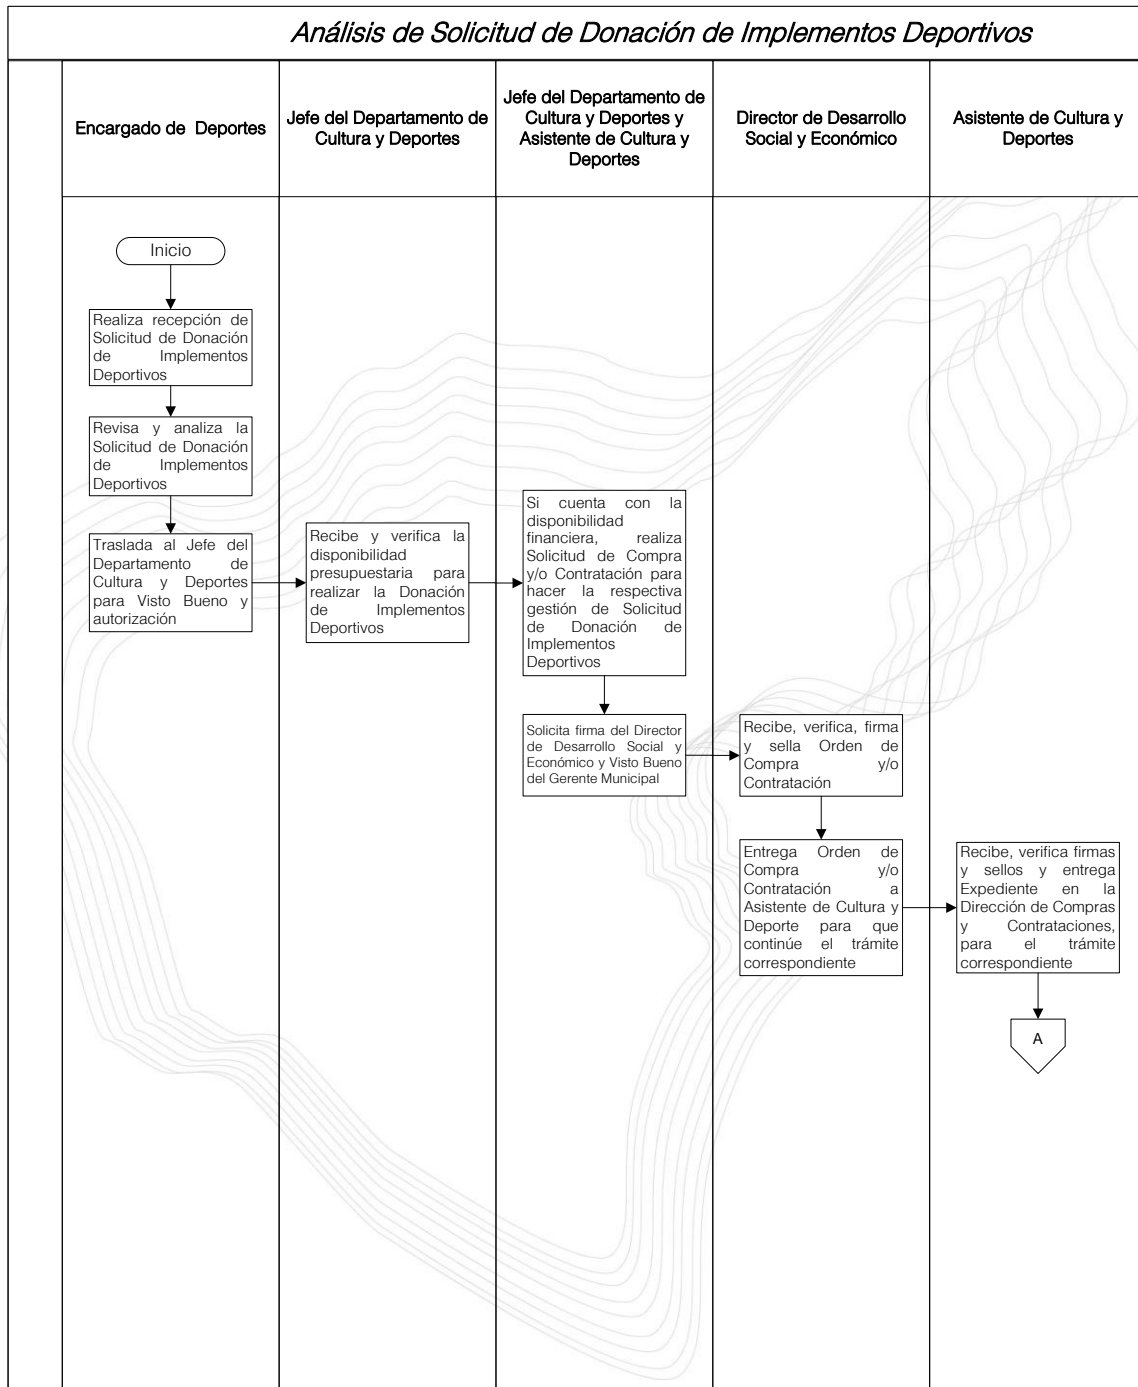 Análisis de Solicitud de Donación de Implementos Deportivos
Encargado de Deportes
Jefe del Departamento de
Cultura y Deportes
Jefe del Departamento de
Cultura y Deportes y
Asistente de Cultura y
Deportes
Director de Desarrollo
Social y Económico
Asistente de Cultura y
Deportes
Inicio
Realiza recepción de
Solicitud de Donación
de Implementos
Deportivos
Revisa y analiza la
Solicitud de Donación
de Implementos
Deportivos
Traslada al Jefe del
Departamento de
Cultura y Deportes
para Visto Bueno y
autorización
Recibe y verifica la
disponibilidad
presupuestaria para
realizar la Donación
de Implementos
Deportivos
Si cuenta con la
disponibilidad
financiera, realiza
Solicitud de Compra
y/o Contratación para
hacer la respectiva
gestión de Solicitud
de Donación de
Implementos
Deportivos
Solicita firma del Director
de Desarrollo Social y
Económico y Visto Bueno
del Gerente Municipal
Recibe, verifica, firma
y sella Orden de
Compra y/o
Contratación
Entrega Orden de
Compra y/o
Contratación a
Asistente de Cultura y
Deporte para que
continúe el trámite
correspondiente
Recibe, verifica firmas
y sellos y entrega
Expediente en la
Dirección de Compras
y Contrataciones,
para el trámite
correspondiente
A